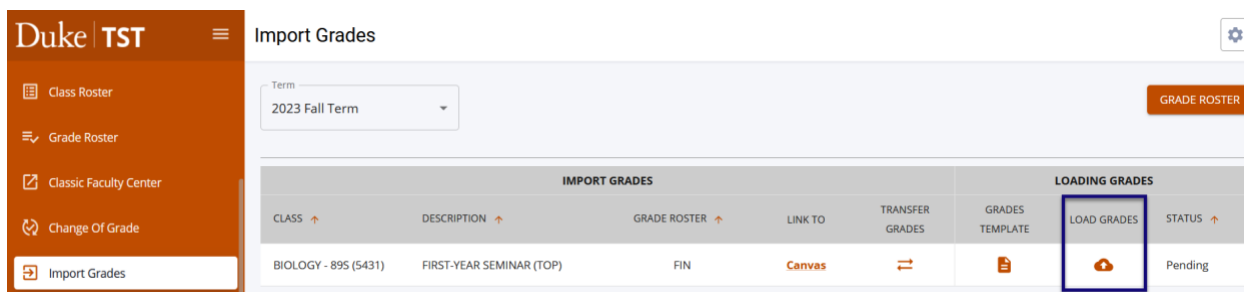 Duke TST
Import Grades
Class Roster
Grade Roster
Classic Faculty Center
Change Of Grade
Import Grades
Term
2023 Fall Term
GRADE ROSTER
IMPORT GRADES
LOADING GRADES
CLASS
DESCRIPTION
GRADE ROSTER
LINK TO
TRANSFER
GRADES
GRADES
TEMPLATE
LOAD GRADES
STATUS
BIOLOGY - 89S (5431)
FIRST-YEAR SEMINAR (TOP)
FIN
Canvas
Pending